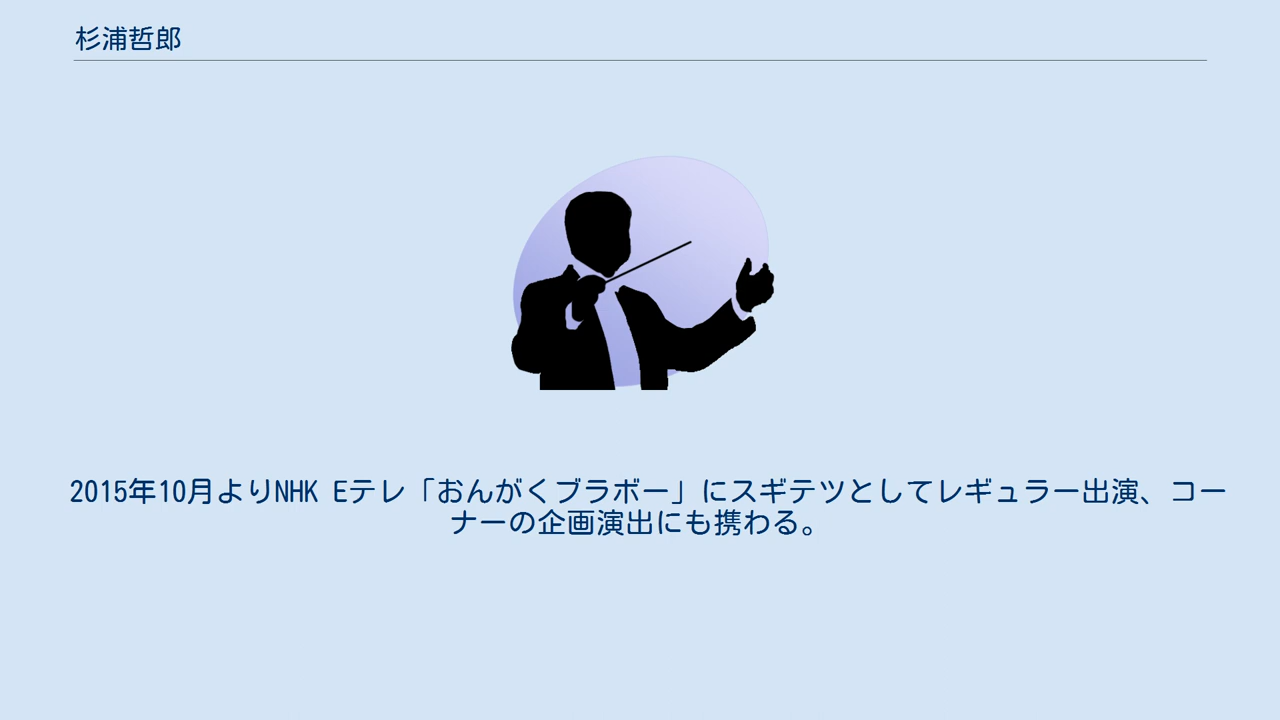 杉浦哲郎
2015年10月よりNHK Eテレ「おんがくブラボー」にスギテツとしてレギュラー出演、コー
ナーの企画演出にも携わる。